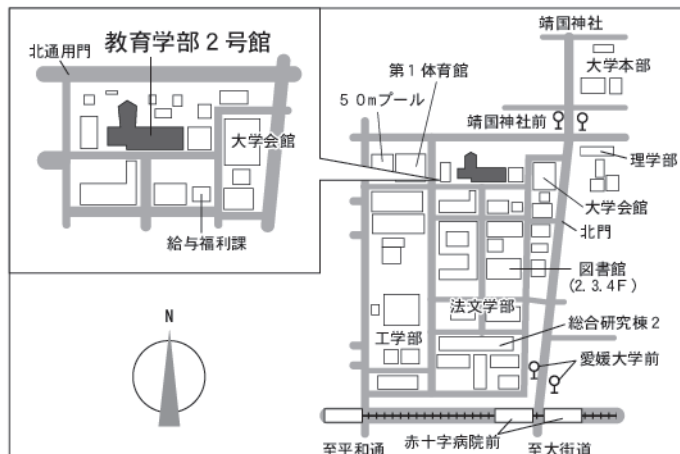 教育学部２号館
北通用門
大学会館
給与福利課
N
靖国神社
大学本部
第１体育館
５０mプール
靖国神社前
理学部
大学会館
北門
図書館
(2.3.4F)
法文学部
総合研究棟２
工学部
愛媛大学前
赤十字病院前
至平和通
至大街道